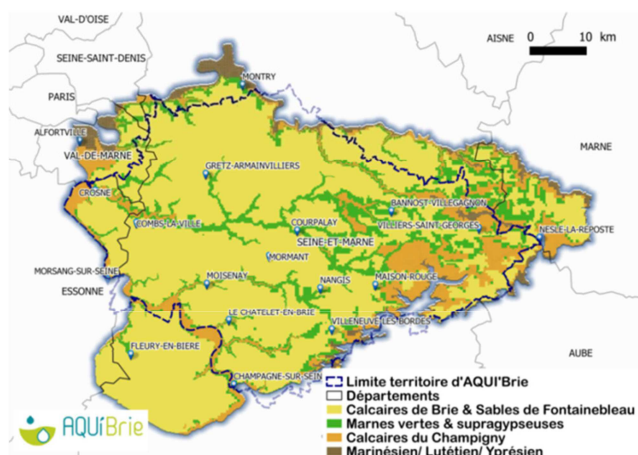 VAL-D'OISE
AISNE
0 10 km
SEINE-SAINT-DENIS
MONTRY
PARIS
ALFORTVILLE
MARNE
VAL-DE-MARNE
GRETZ-ARMAINVILLIERS
CROSNE
BANNOST-VILLEGAGNON
COMBS-LA-VILLE
COURPALAY
VILLIERS-SAINT-GEORGES
SEINE ET MARNE
NESLE-LA-REPOSTE
MORMANT
MORSANG-SUR-SEINE
MOISENAY
NANGIS
MAISON-ROUGE
ESSONNE
LE CHATELET-EN-BRIE
VILLENEUVE-LES-BORDES
FLEURY-EN-BIERE
AUBE
CHAMPAGNE-SUR-SEIN
Limite territoire d'AQUI'Brie
Départements
Calcaires de Brie & Sables de Fontainebleau
Marnes vertes & supragypseuses
Calcaires du Champigny
Marinésien/ Lutétien/ Yprésien
AQUIBrie